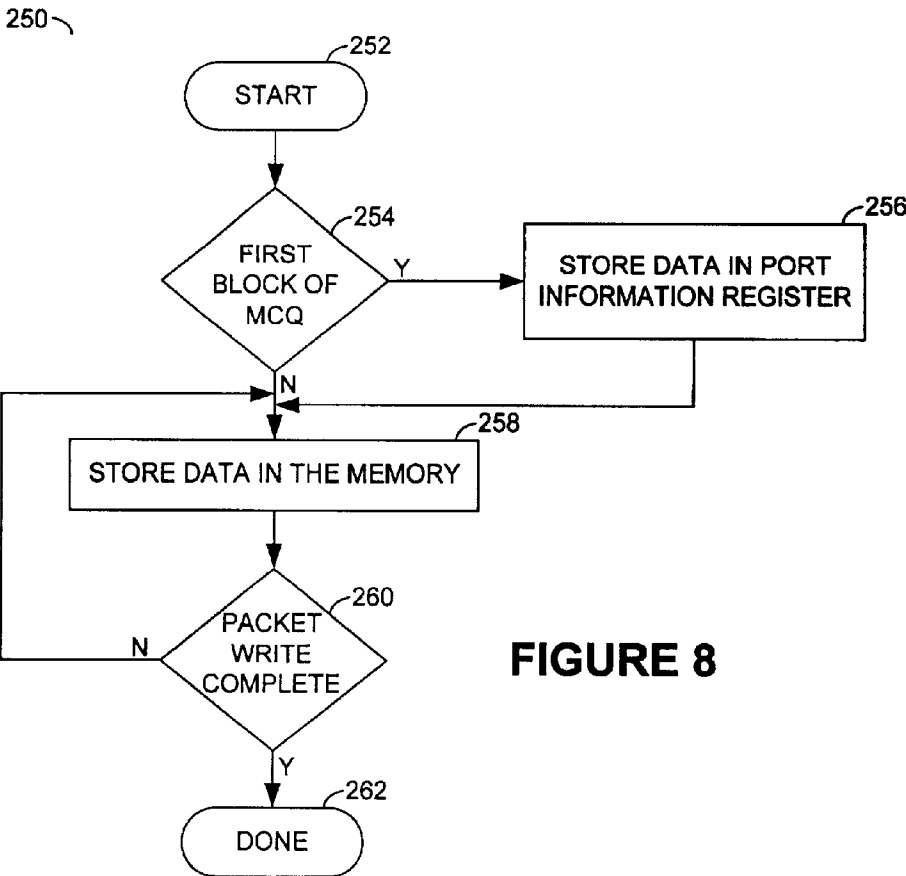 250
252
START
254
256
FIRST
BLOCK OF
MCQ
Y
STORE DATA IN PORT
INFORMATION REGISTER
N
258
STORE DATA IN THE MEMORY
260
PACKET
WRITE
COMPLETE
N
FIGURE 8
Y
262
DONE